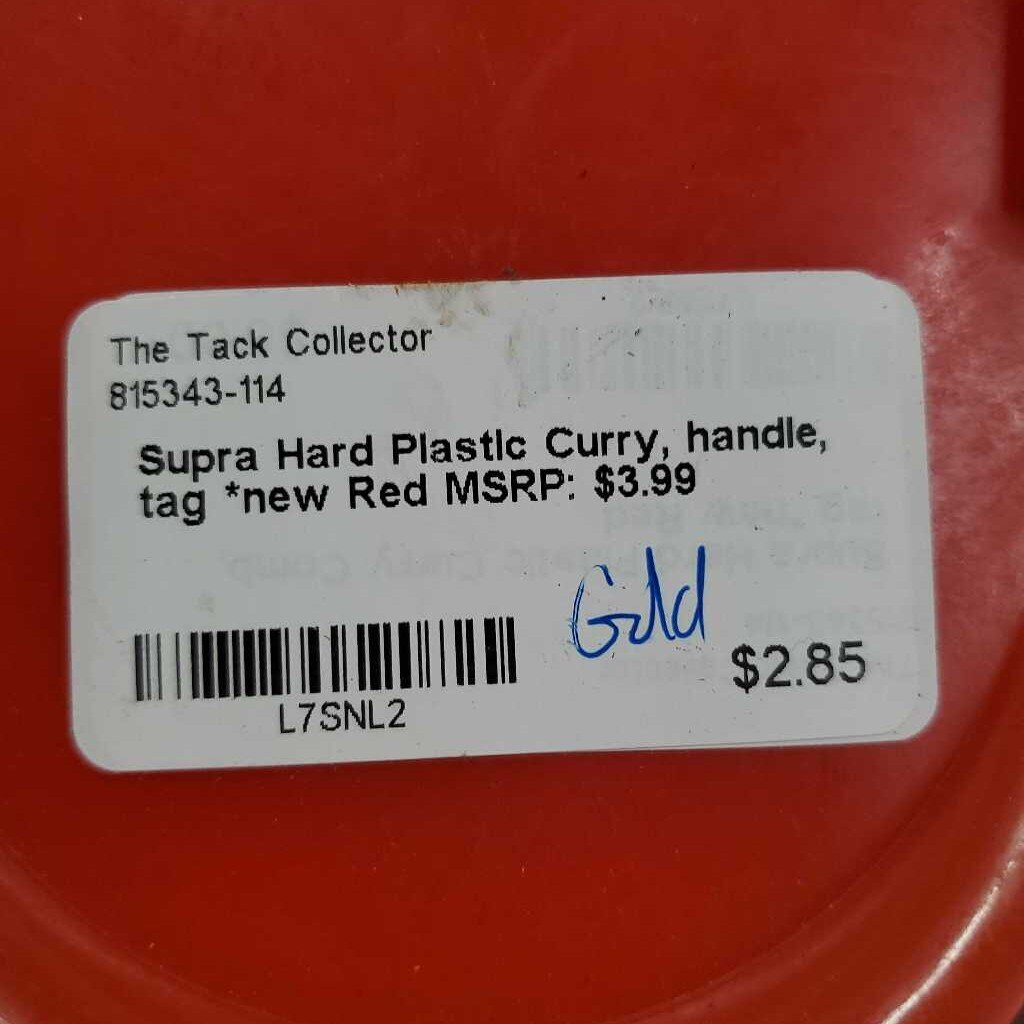 The Tack Collector
815343-114
Supra Hard Plastic Curry, handle,
tag *new Red MSRP: $3.99
Gold
$2.85
L7SNL2